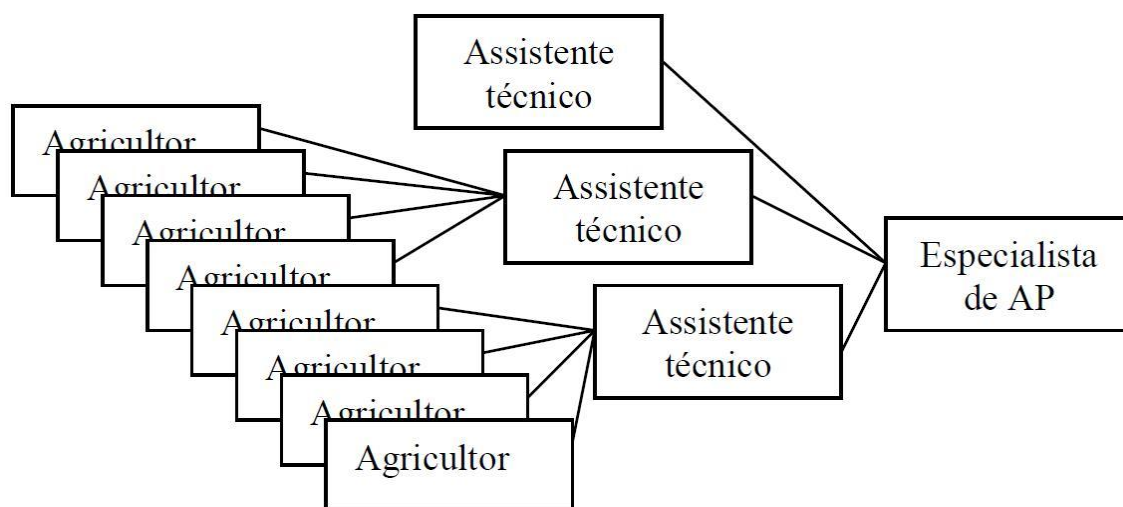 Assistente
técnico
Agricultor
Agricultor
Agricultor
Agricultor
Agricultor
Agricultor
Agricultor
Agricultor
Assistente
técnico
Assistente
técnico
Especialista
de AP